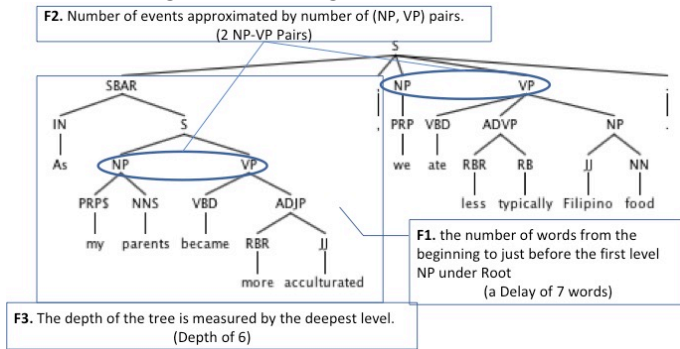 F2. Number of events approximated by number of (NP, VP) pairs.
(2 NP-VP Pairs)
S
SBAR , NP VP .
IN S , PRP VBD ADVP NP .
As NP VP we ate RBR RB JJ NN
less typically Filipino food
PRP$ NNS VBD ADJP
my parents became RBR JJ
more acculturated
F1. the number of words from the
beginning to just before the first level
NP under Root
(a Delay of 7 words)
F3. The depth of the tree is measured by the deepest level.
(Depth of 6)